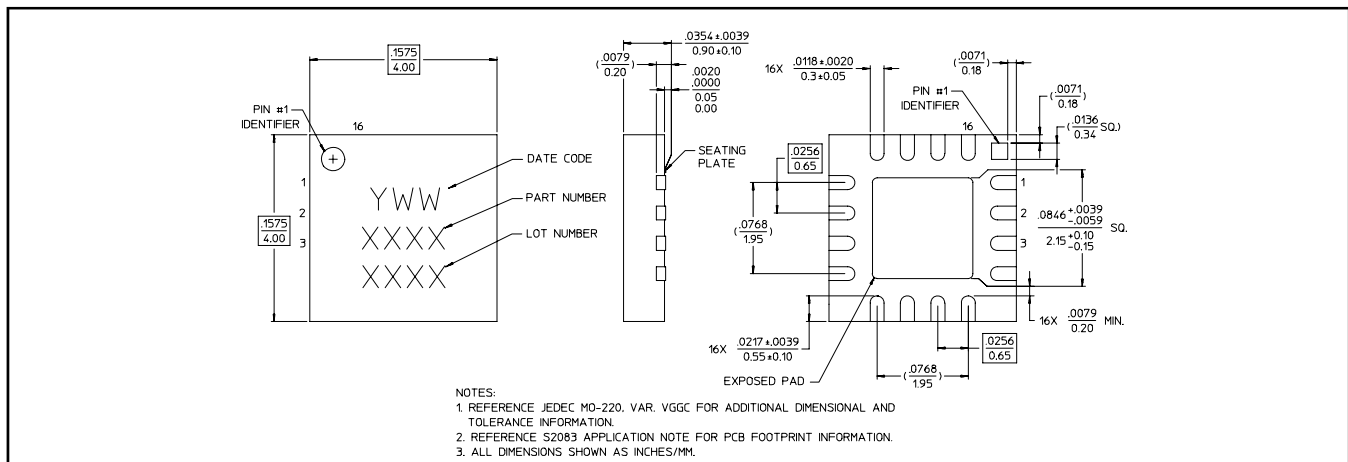 .1575
4.00
PIN #1
IDENTIFIER
16
1
2
3
.1575
4.00
YWW
XXXX
XXXX
DATE CODE
PART NUMBER
LOT NUMBER
.0354±.0039
0.90±0.10
(.0079)
0.20
.0020
.0000
0.05
0.00
SEATING
PLATE
16X .0118±.0020
0.3±0.05
(.0071)
0.18
PIN #1
IDENTIFIER
16
(.0071)
0.18
(.0136 SQ.)
0.34
.0256
0.65
(.0768)
1.95
1
2
3
.0846 +.0039 -.0059 SQ.
2.15 +0.10 -0.15
16X .0079 MIN.
0.20
16X .0217±.0039
0.55±0.10
.0256
0.65
(.0768)
1.95
EXPOSED PAD
NOTES:
1. REFERENCE JEDEC MO-220. VAR. VGGC FOR ADDITIONAL DIMENSIONAL AND
TOLERANCE INFORMATION.
2. REFERENCE S2083 APPLICATION NOTE FOR PCB FOOTPRINT INFORMATION.
3. ALL DIMENSIONS SHOWN AS INCHES/MM.